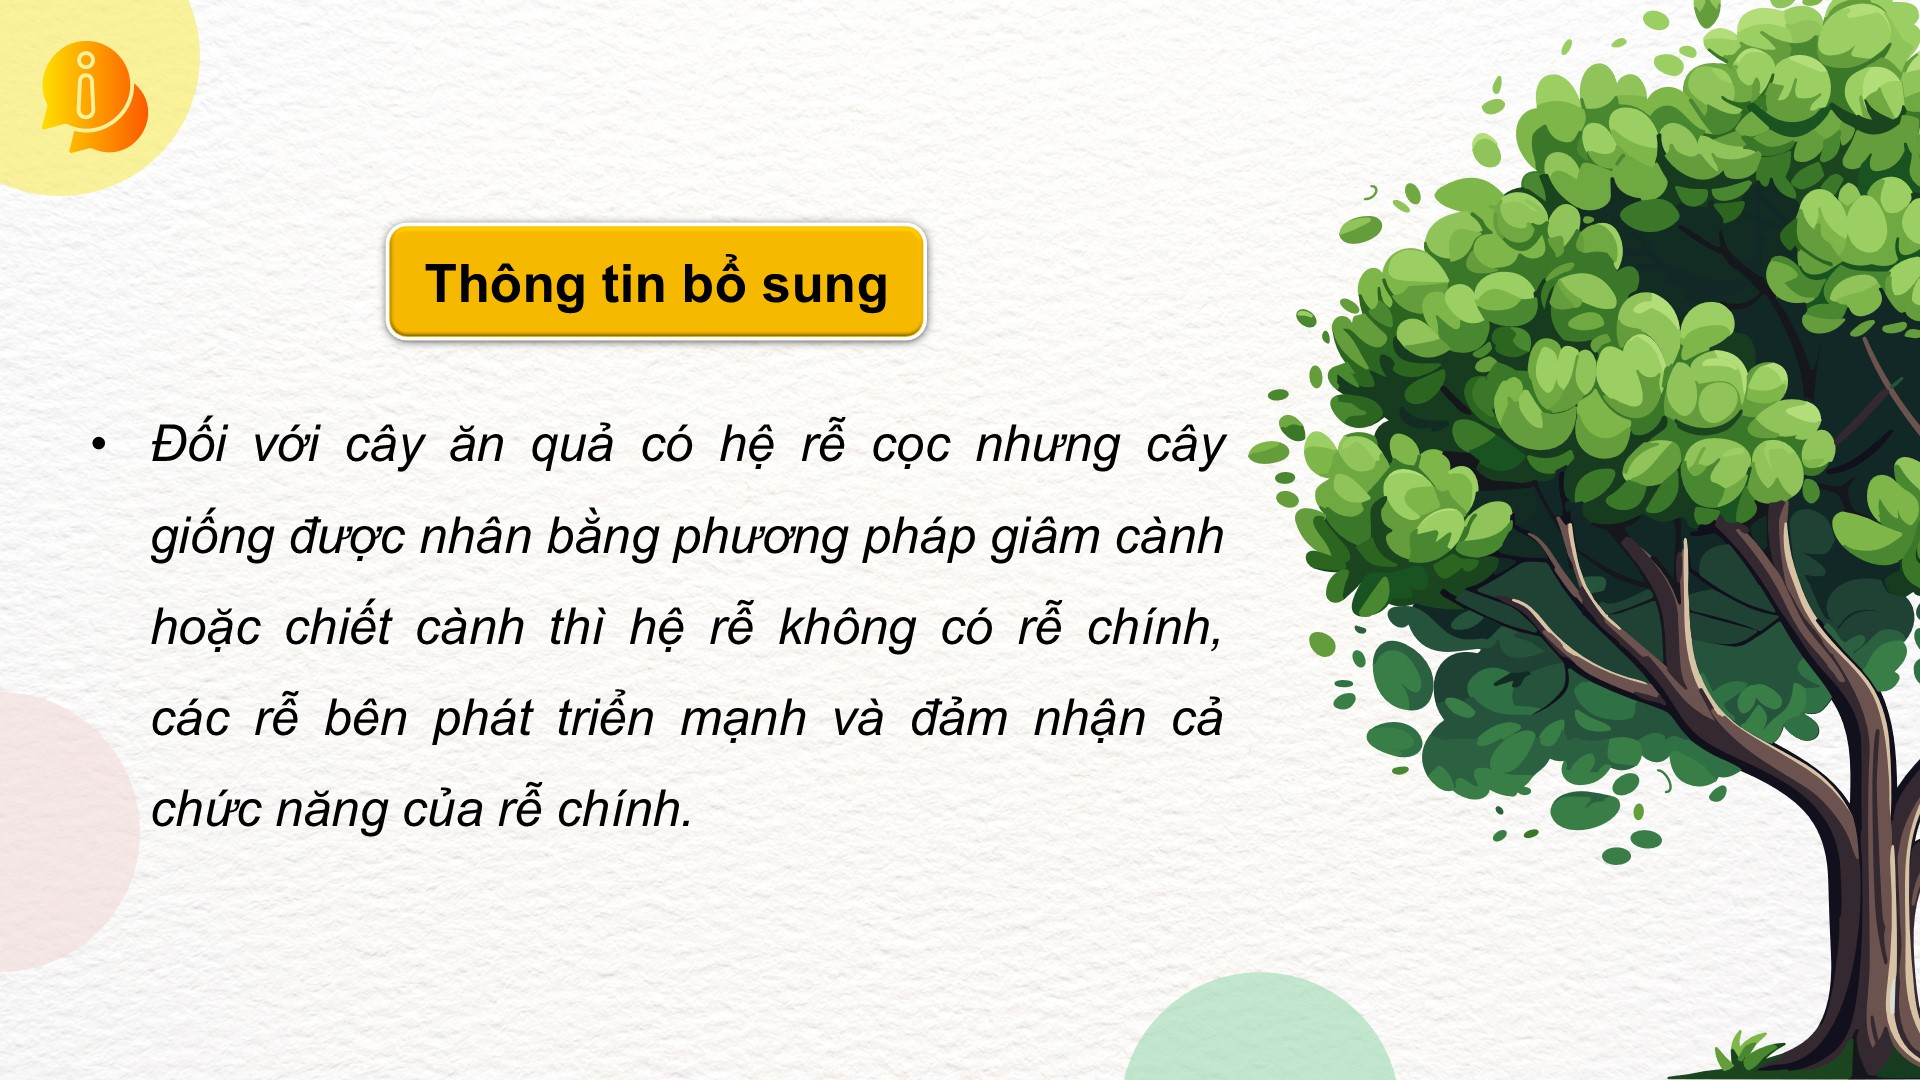 Thông tin bổ sung
• Đối với cây ăn quả có hệ rễ cọc nhưng cây
giống được nhân bằng phương pháp giâm cành
hoặc chiết cành thì hệ rễ không có rễ chính,
các rễ bên phát triển mạnh và đảm nhận cả
chức năng của rễ chính.